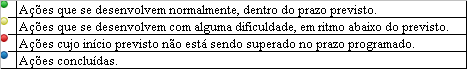 Ações que se desenvolvem normalmente, dentro do prazo previsto.
Ações que se desenvolvem com alguma dificuldade, em ritmo abaixo do previsto.
Ações cujo início previsto não está sendo superado no prazo programado.
Ações concluídas.